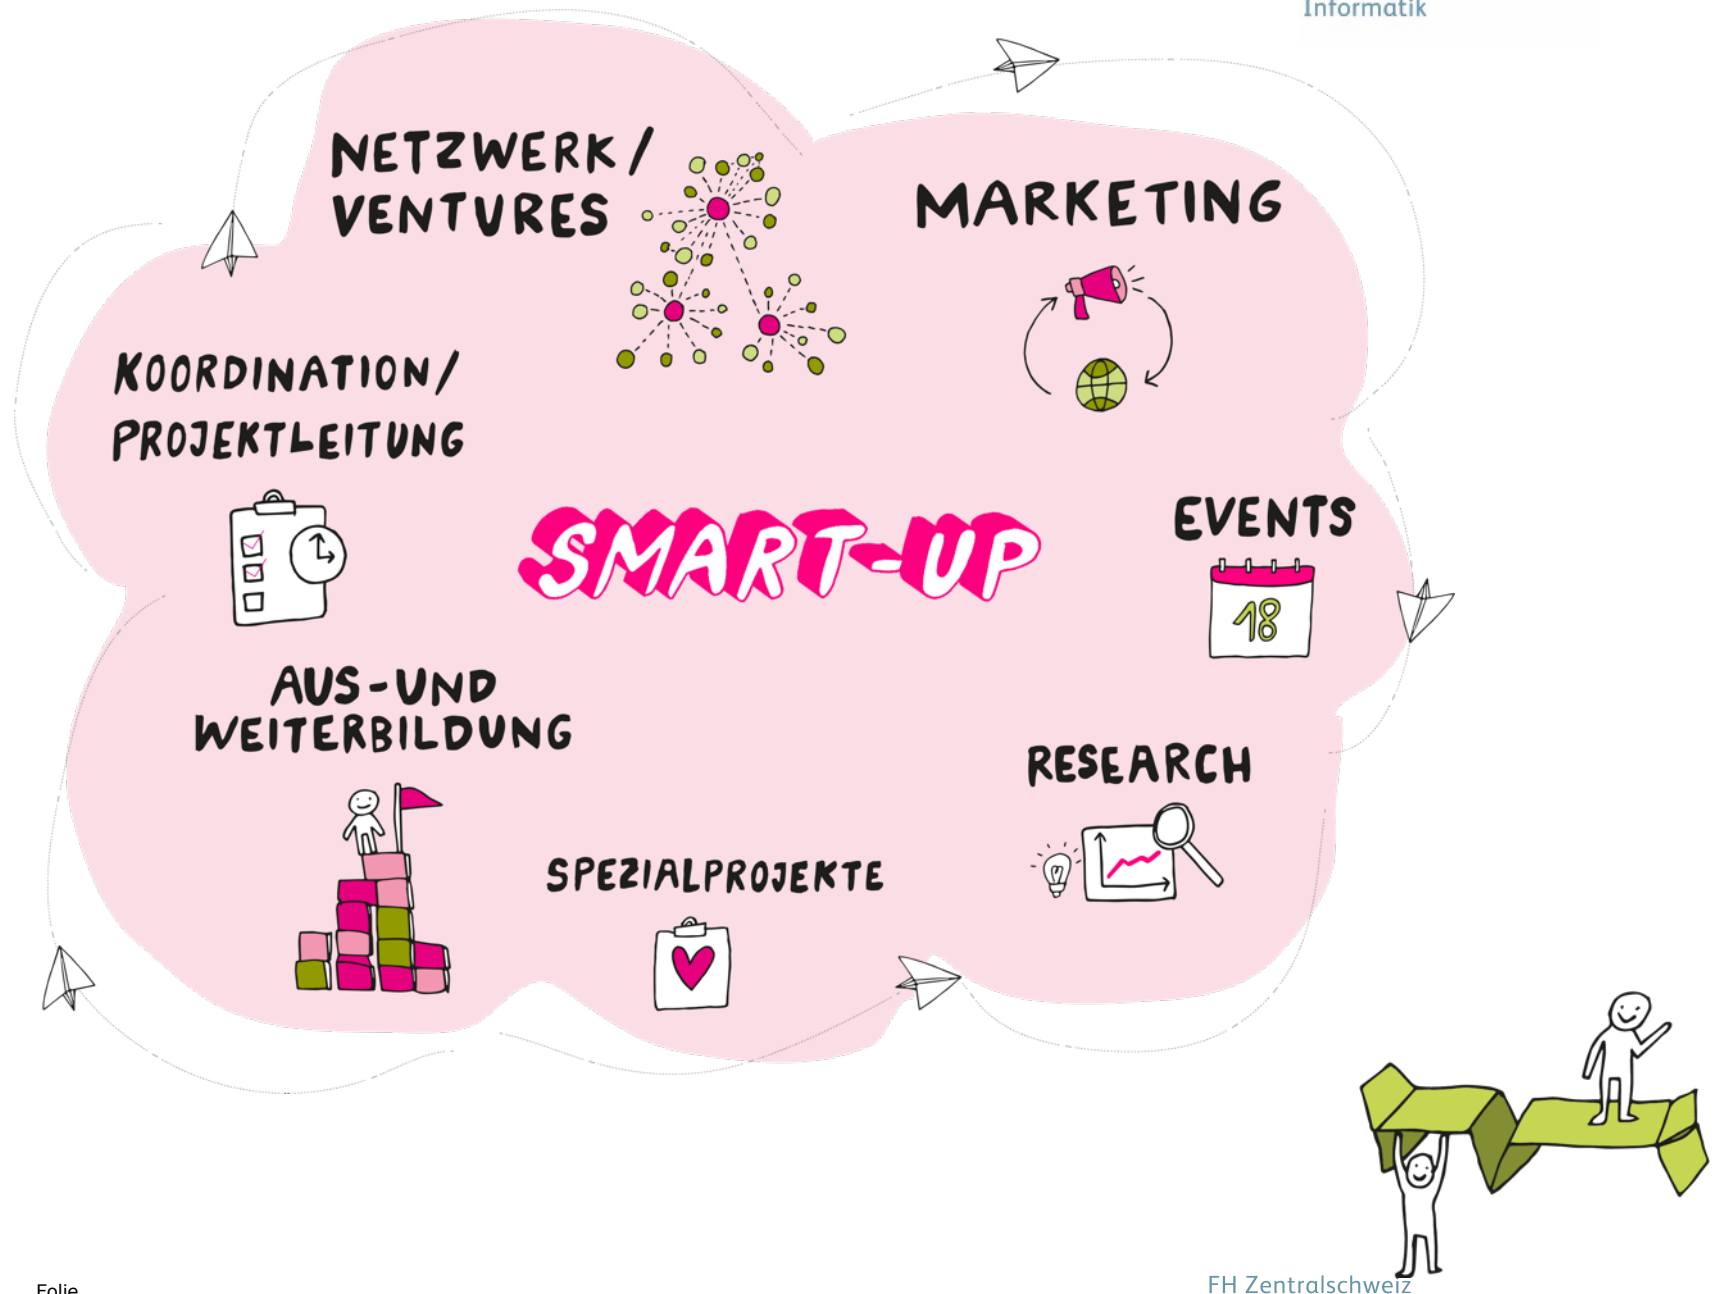 Informatik
NETZWERK/
VENTURES
MARKETING
KOORDINATION/
PROJEKTLEITUNG
SMART-UP
EVENTS
18
AUS-UND
WEITERBILDUNG
RESEARCH
SPEZIALPROJEKTE
FH Zentralschweiz
Folie